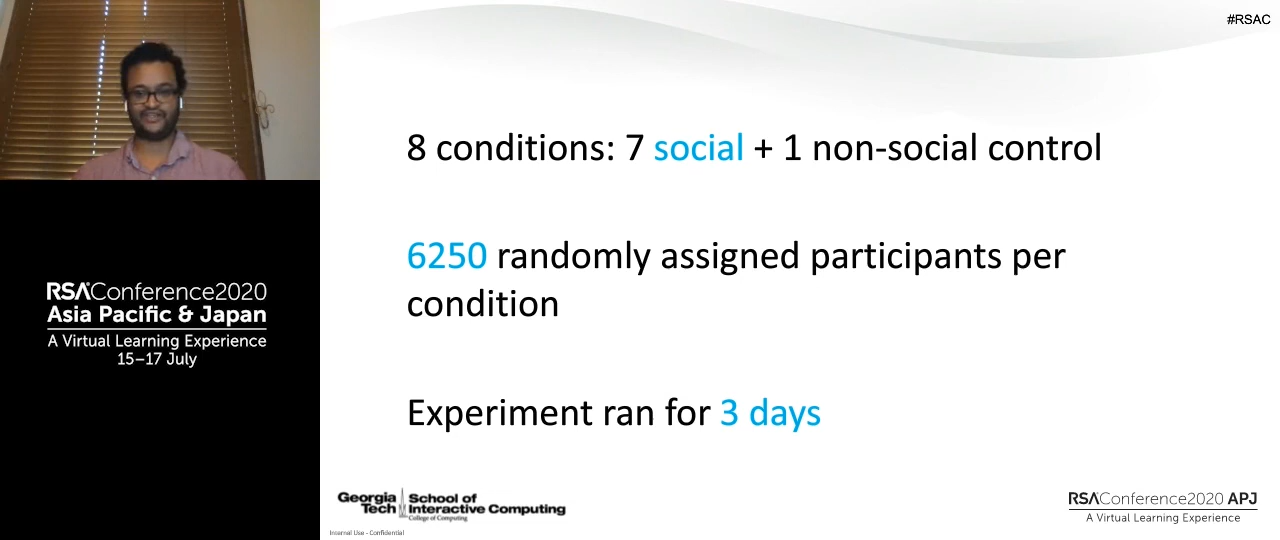 #RSAC
8 conditions: 7 social + 1 non-social control
6250 randomly assigned participants per
condition
Experiment ran for 3 days
RSAConference2020
Asia Pacific & Japan
A Virtual Learning Experience
15–17 July
Georgia
Tech
School of
Interactive Computing
College of Computing
Internal Use - Confidential
RSAConference2020 APJ
A Virtual Learning Experience